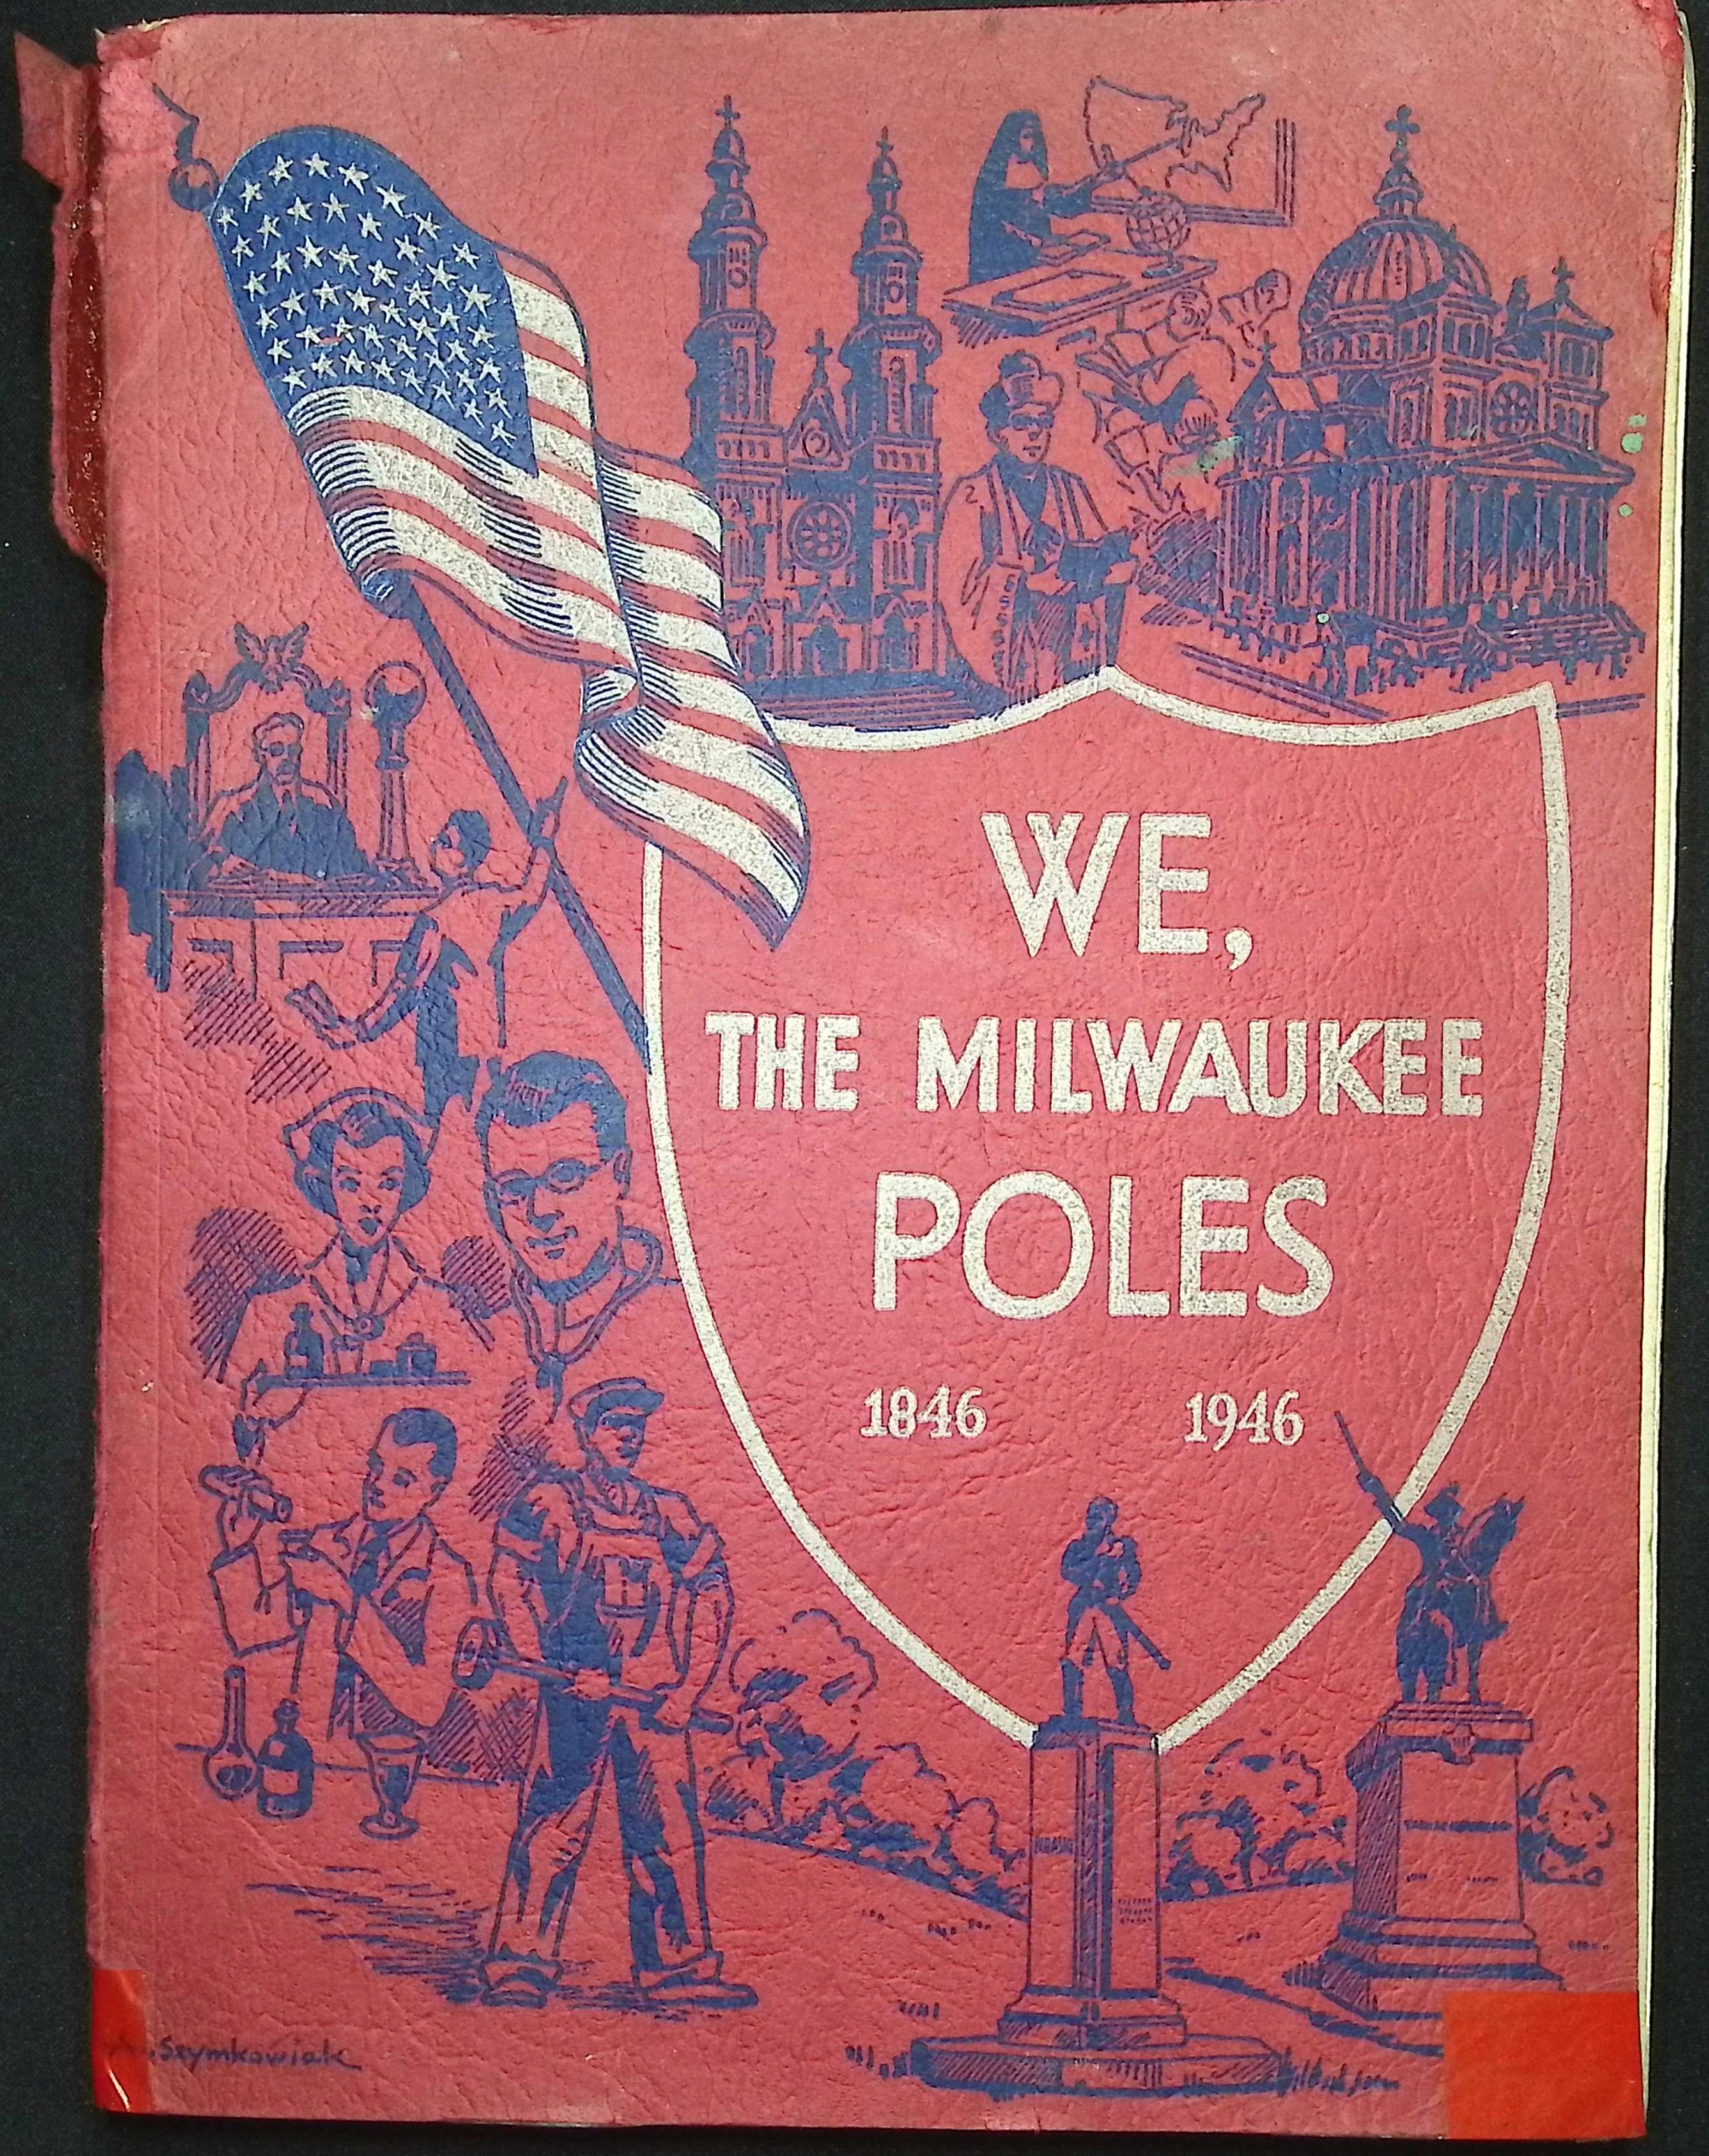 WE,
THE MILWAUKEE
POLES
1846 1946
Szymkowiak